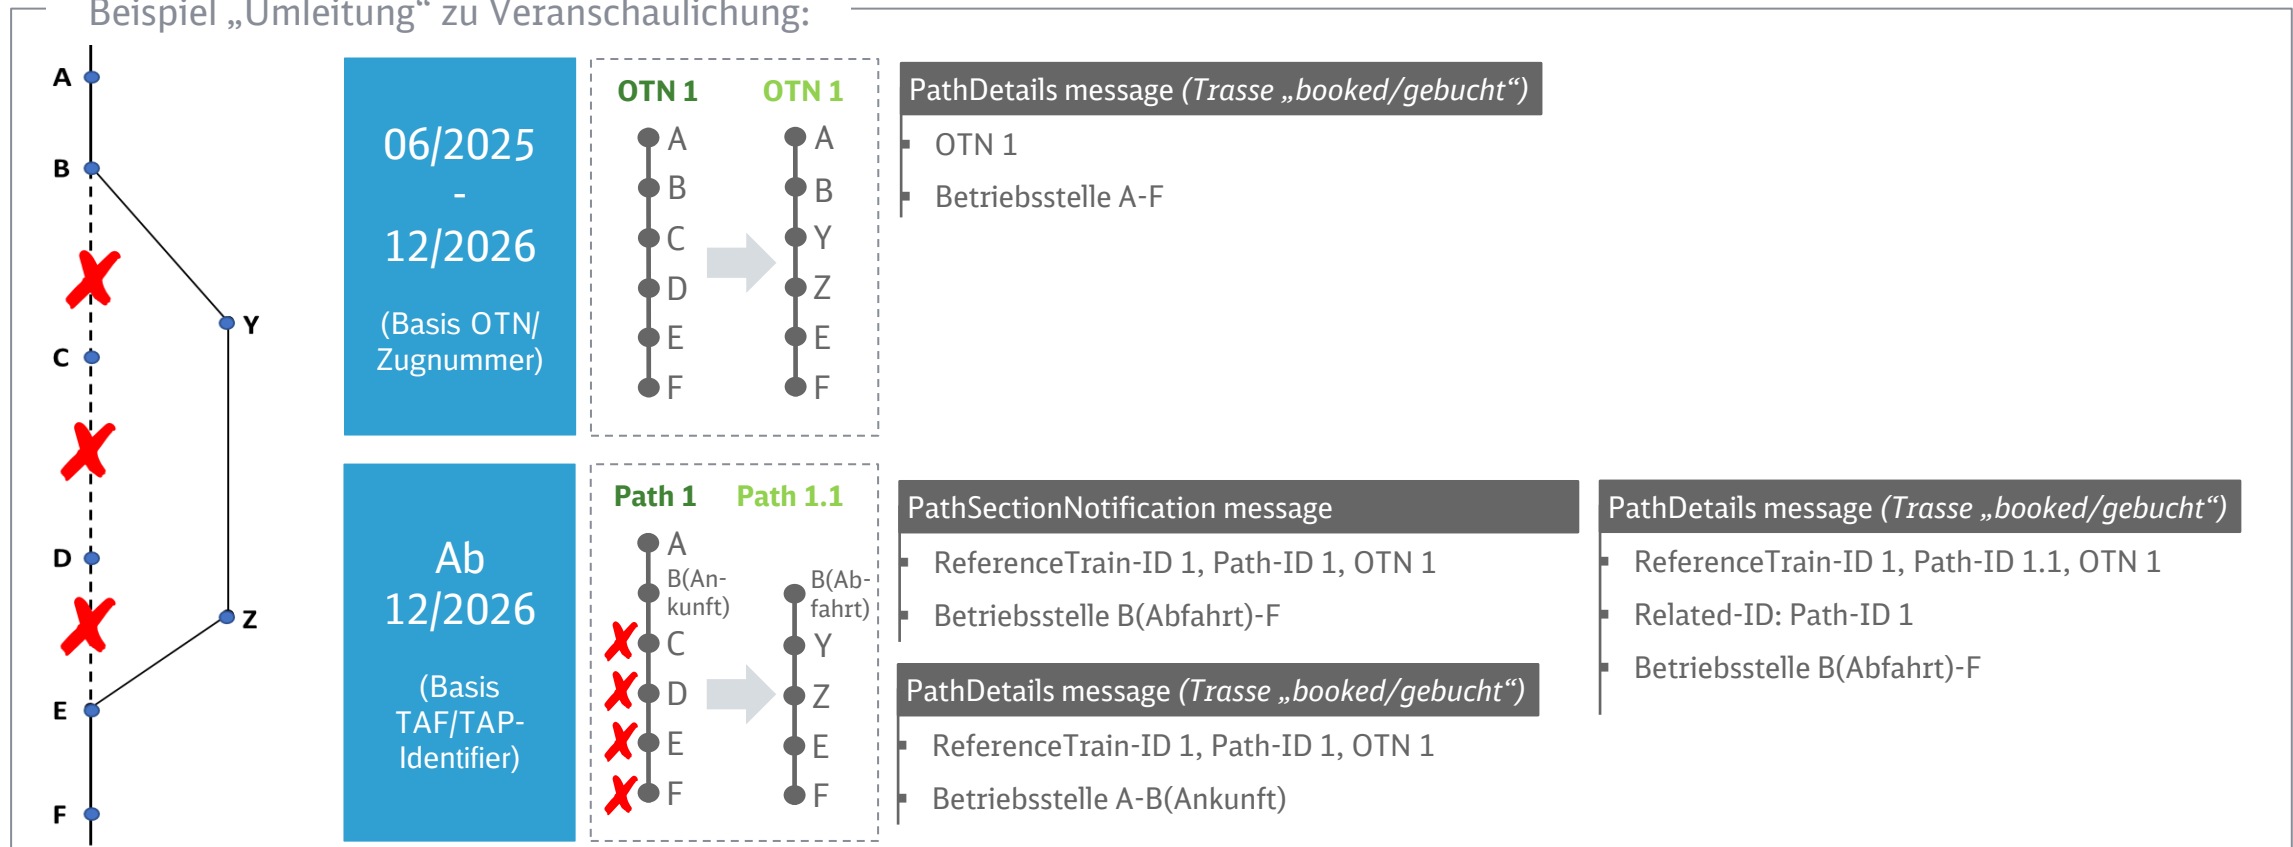 Beispiel „Umleitung“ zu Veranschaulichung:
A
B
C
D
E
F
Y
Z
06/2025
-
12/2026
(Basis OTN/
Zugnummer)
OTN 1
A
B
C
D
E
F
OTN 1
A
B
Y
Z
E
F
PathDetails message (Trasse „booked/gebucht“)
OTN 1
Betriebsstelle A-F
Ab
12/2026
(Basis
TAF/TAP-
Identifier)
Path 1
A
B(An-
kunft)
C
D
E
F
Path 1.1
B(Ab-
fahrt)
Y
Z
E
F
PathSectionNotification message
ReferenceTrain-ID 1, Path-ID 1, OTN 1
Betriebsstelle B(Abfahrt)-F
PathDetails message (Trasse „booked/gebucht“)
ReferenceTrain-ID 1, Path-ID 1, OTN 1
Betriebsstelle A-B(Ankunft)
PathDetails message (Trasse „booked/gebucht“)
ReferenceTrain-ID 1, Path-ID 1.1, OTN 1
Related-ID: Path-ID 1
Betriebsstelle B(Abfahrt)-F